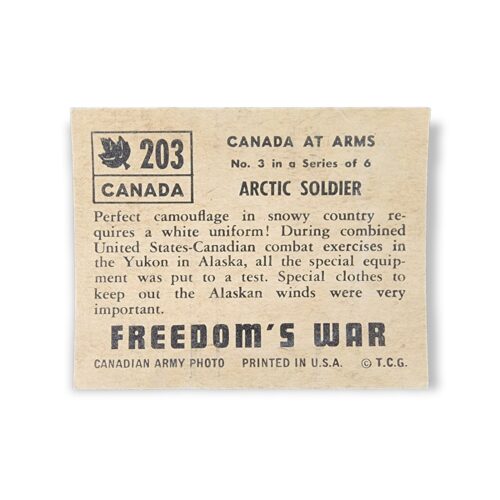 203
CANADA
CANADA AT ARMS
No. 3 in a Series of 6
ARCTIC SOLDIER
Perfect camouflage in snowy country re-
quires a white uniform! During combined
United States-Canadian combat exercises in
the Yukon in Alaska, all the special equip-
ment was put to a test. Special clothes to
keep out the Alaskan winds were very
important.
FREEDOM'S WAR
CANADIAN ARMY PHOTO PRINTED IN U.S.A. © T.C.G.